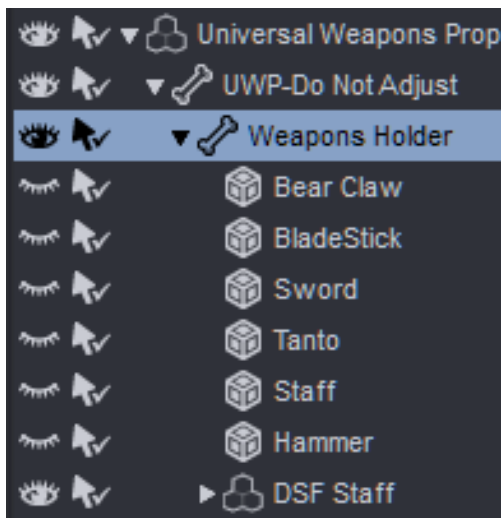 Universal Weapons Prop
UWP-Do Not Adjust
Weapons Holder
Bear Claw
BladeStick
Sword
Tanto
Staff
Hammer
DSF Staff